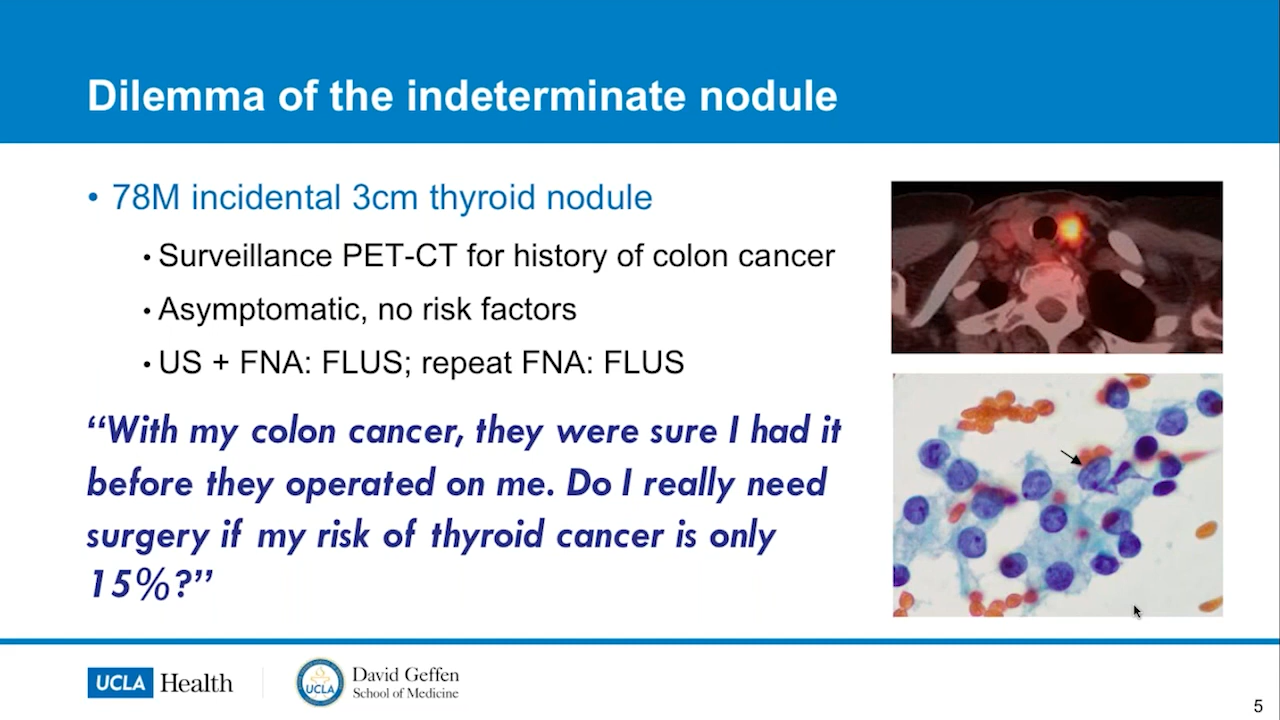 Dilemma of the indeterminate nodule
• 78M incidental 3cm thyroid nodule
• Surveillance PET-CT for history of colon cancer
• Asymptomatic, no risk factors
• US + FNA: FLUS; repeat FNA: FLUS
“With my colon cancer, they were sure I had it
before they operated on me. Do I really need
surgery if my risk of thyroid cancer is only
15%?”
UCLA Health
UCLA
David Geffen
School of Medicine
5